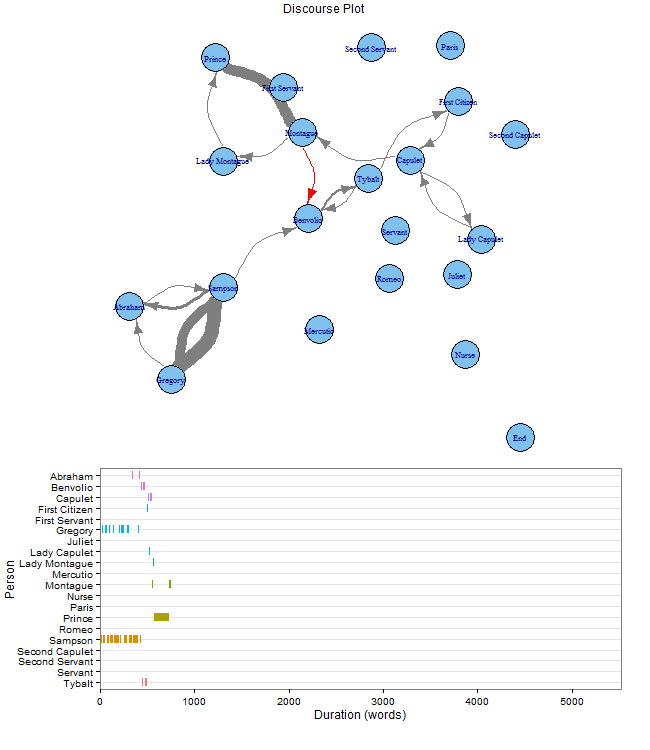 Discourse Plot
Second Servant
Paris
Prince
First Servant
First Citizen
Montague
Second Capulet
Lady Montague
Capulet
Tybalt
Benvolio
Servant
Lady Capulet
Romeo
Juliet
Sampson
Abraham
Mercutio
Nurse
Gregory
End
Person
Abraham
Benvolio
Capulet
First Citizen
First Servant
Gregory
Juliet
Lady Capulet
Lady Montague
Mercutio
Montague
Nurse
Paris
Prince
Romeo
Sampson
Second Capulet
Second Servant
Servant
Tybalt
0 1000 2000 3000 4000 5000
Duration (words)